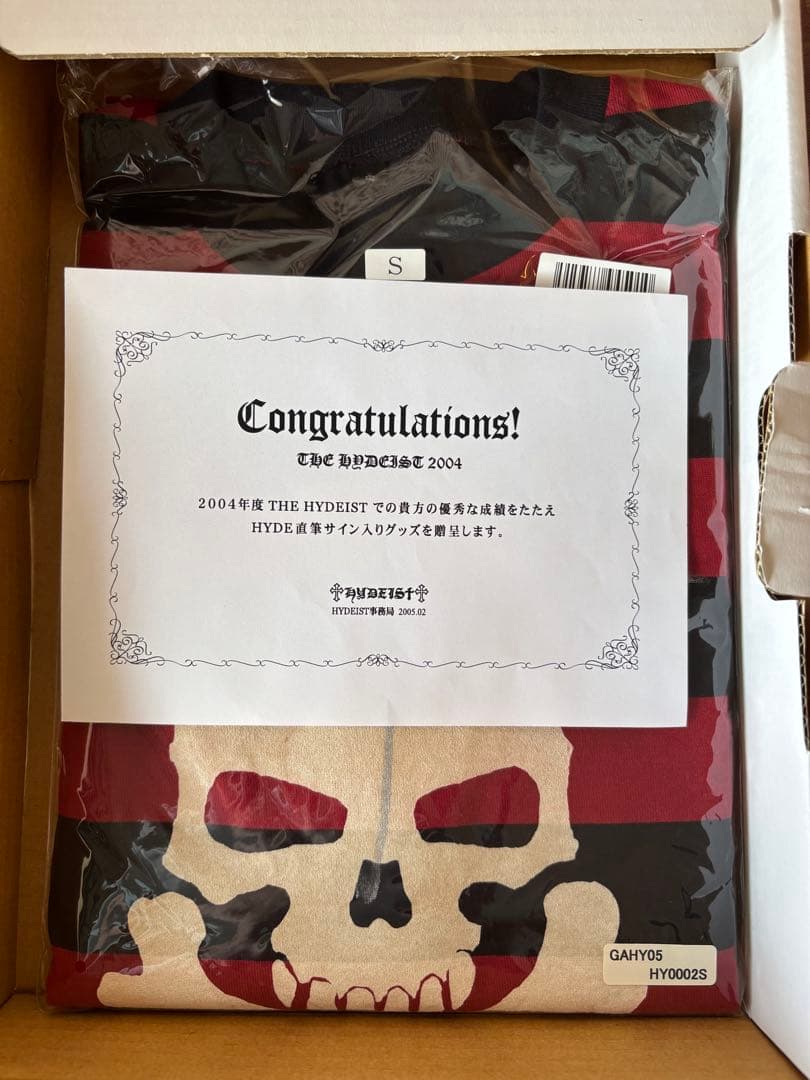 S
Congratulations!
THE HYDEIST 2004
2004年度 THE HYDEIST での貴方の優秀な成績をたたえ
HYDE直筆サイン入りグッズを贈呈します。
HYDEIST
HYDEIST事務局 2005.02
GAHY05
HY0002S